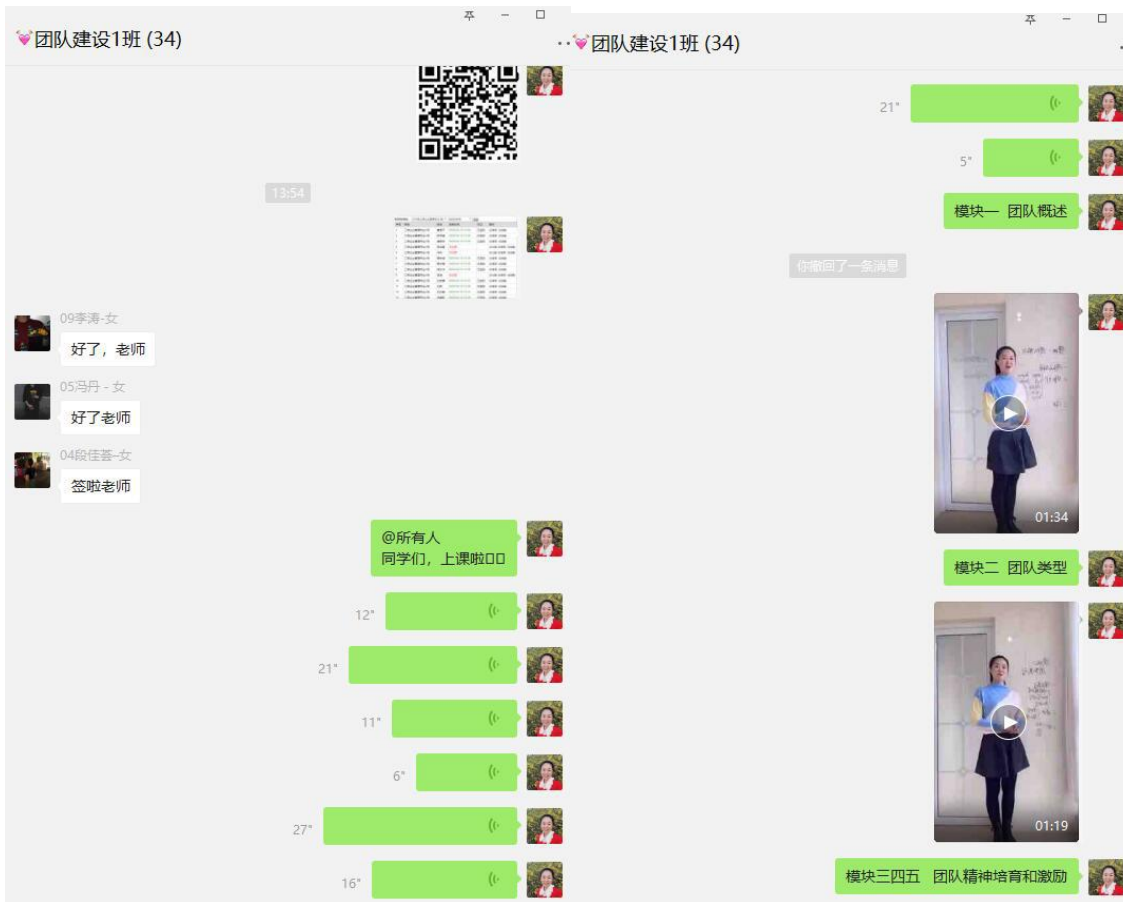 团队建设1班 (34)
13:54
09李涛-女
好了，老师
05冯丹 - 女
好了老师
04段佳荟-女
签啦老师
@所有人
同学们，上课啦□□
12"
21"
11"
6"
27"
16"
团队建设1班 (34)
21"
5"
模块一 团队概述
你撤回了一条消息
01:34
模块二 团队类型
01:19
模块三四五 团队精神培育和激励